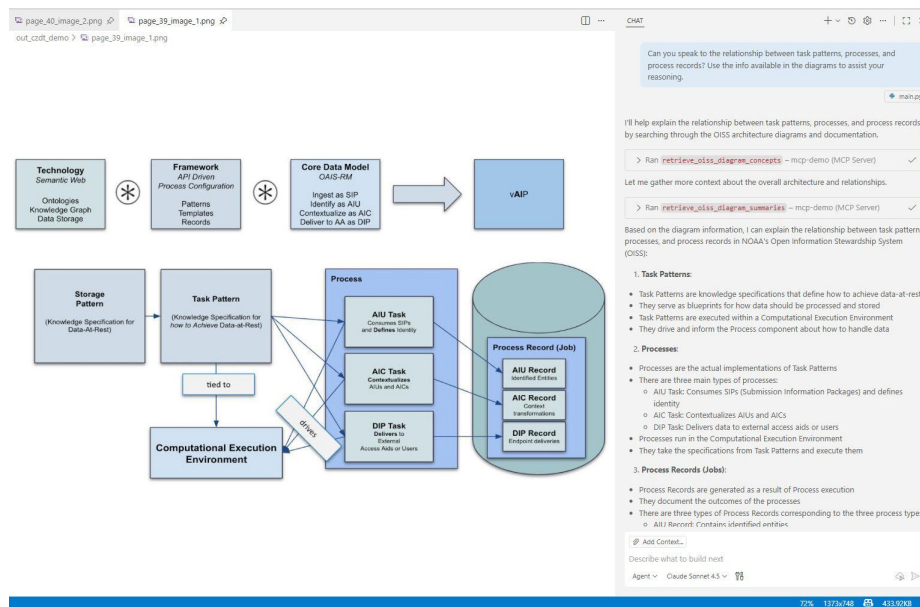 page_40_image_2.png
page_39_image_1.png
out_czdt_demo > page_39_image_1.png
Technology
Semantic Web
Ontologies
Knowledge Graph
Data Storage
Framework
API Driven
Process Configuration
Patterns
Templates
Records
Core Data Model
OAIS-RM
Ingest as SIP
Identify as AIU
Contextualize as AIC
Deliver to AA as DIP
vAIP
Storage
Pattern
(Knowledge Specification for
Data-At-Rest)
Task Pattern
(Knowledge Specification for
how to Achieve Data-at-Rest)
tied to
Computational Execution
Environment
drives
Process
AIU Task
Consumes SIPs
and Defines Identity
AIC Task
Contextualizes
AIUs and AICs
DIP Task
Delivers to
External
Access Aids or Users
Process Record (Job)
AIU Record
Identified Entities
AIC Record
Context
transformations
DIP Record
Endpoint deliveries
CHAT
Can you speak to the relationship between task patterns, processes, and
process records? Use the info available in the diagrams to assist your
reasoning.
main.py
I'll help explain the relationship between task patterns, processes, and process records
by searching through the OISS architecture diagrams and documentation.
Ran retrieve_oiss_diagram_concepts – mcp-demo (MCP Server)
Let me gather more context about the overall architecture and relationships.
Ran retrieve_oiss_diagram_summaries – mcp-demo (MCP Server)
Based on the diagram information, I can explain the relationship between task pattern
processes, and process records in NOAA's Open Information Stewardship System
(OISS):
1. Task Patterns:
• Task Patterns are knowledge specifications that define how to achieve data-at-rest
• They serve as blueprints for how data should be processed and stored
• Task Patterns are executed within a Computational Execution Environment
• They drive and inform the Process component about how to handle data
2. Processes:
• Processes are the actual implementations of Task Patterns
• There are three main types of processes:
○ AIU Task: Consumes SIPs (Submission Information Packages) and defines
identity
○ AIC Task: Contextualizes AIUs and AICs
○ DIP Task: Delivers data to external access aids or users
• Processes run in the Computational Execution Environment
• They take the specifications from Task Patterns and execute them
3. Process Records (Jobs):
• Process Records are generated as a result of Process execution
• They document the outcomes of the processes
• There are three types of Process Records corresponding to the three process type
○ AIU Record: Contains identified entities
Add Context...
Describe what to build next
Agent
Claude Sonnet 4.5
72% 1373x748 433.92KB